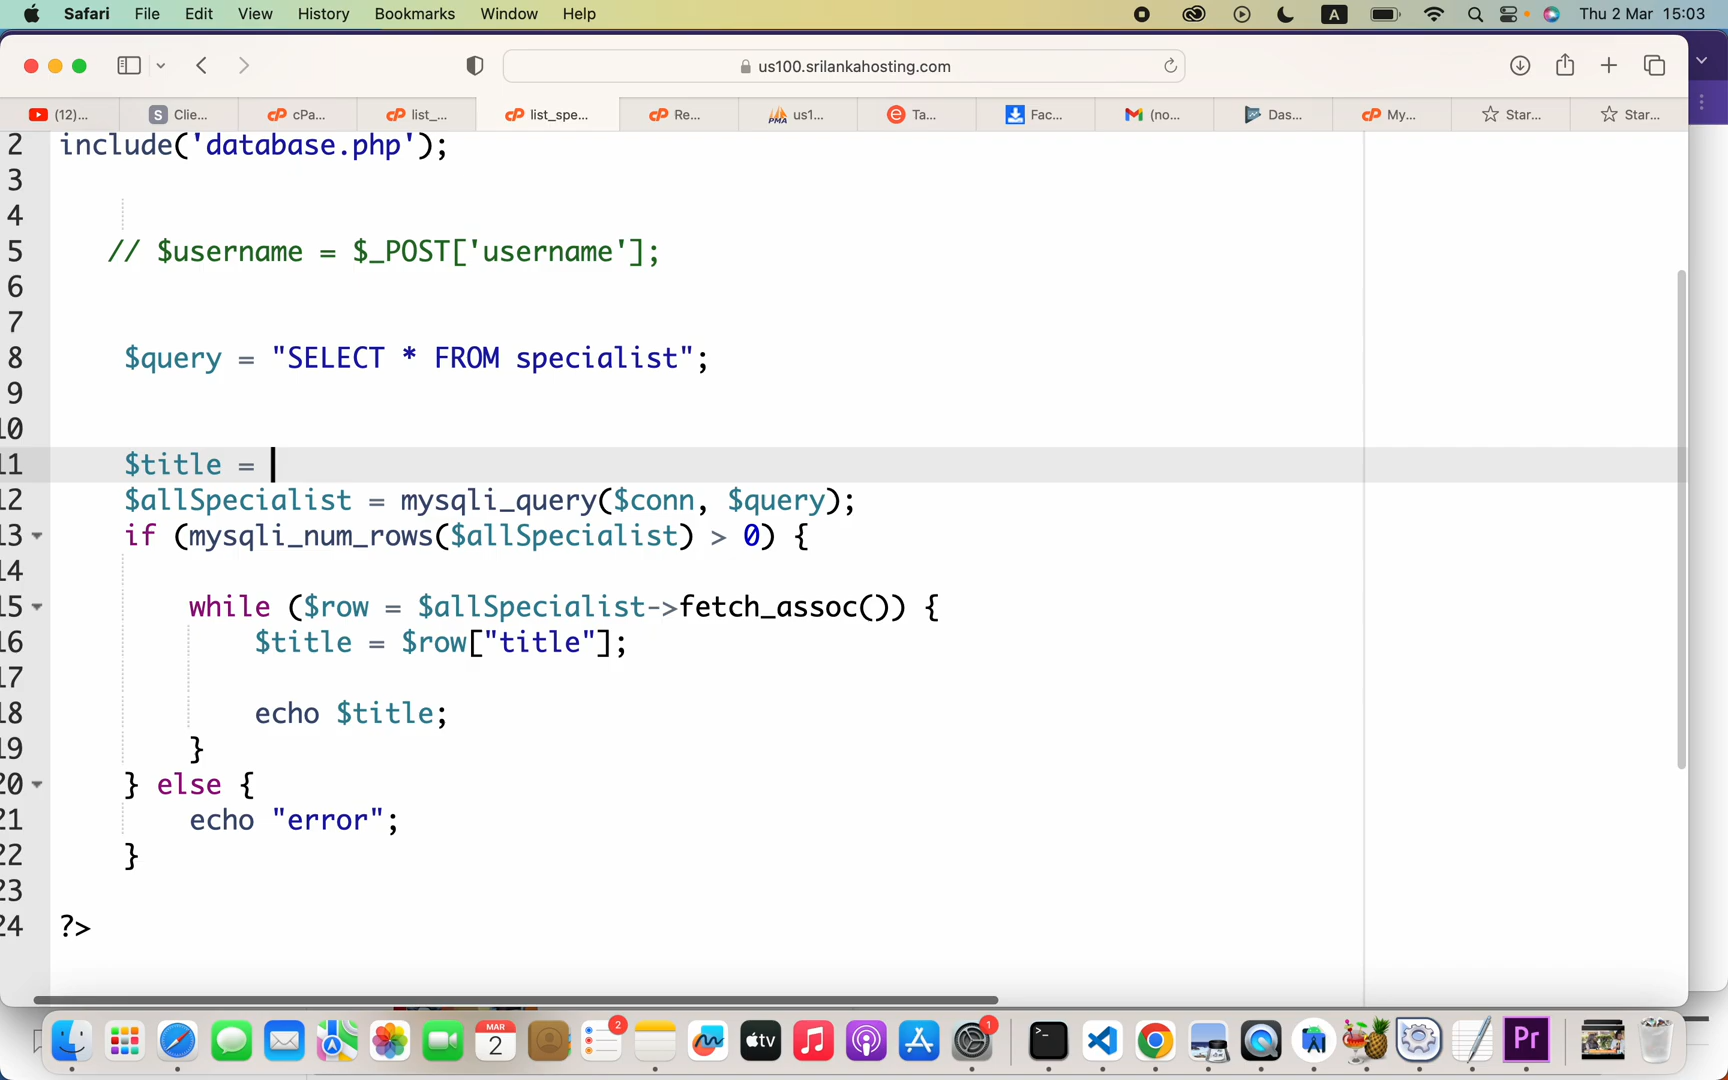 Safari File Edit View History Bookmarks Window Help A Thu 2 Mar 15:03
us100.srilankahosting.com
(12)... S Clie... cPa... list_... list_spe... Re... PMA us1... Ta... Fac... (no... Das... My... Star... Star...
2 include('database.php');
3
4
5 // $username = $_POST['username'];
6
7
8 $query = "SELECT * FROM specialist";
9
10
11 $title =
12 $allSpecialist = mysqli_query($conn, $query);
13 if (mysqli_num_rows($allSpecialist) > 0) {
14
15 while ($row = $allSpecialist->fetch_assoc()) {
16 $title = $row["title"];
17
18 echo $title;
19 }
20 } else {
21 echo "error";
22 }
23
24 ?>
MAR 2 2 tv 1 >_ Pr